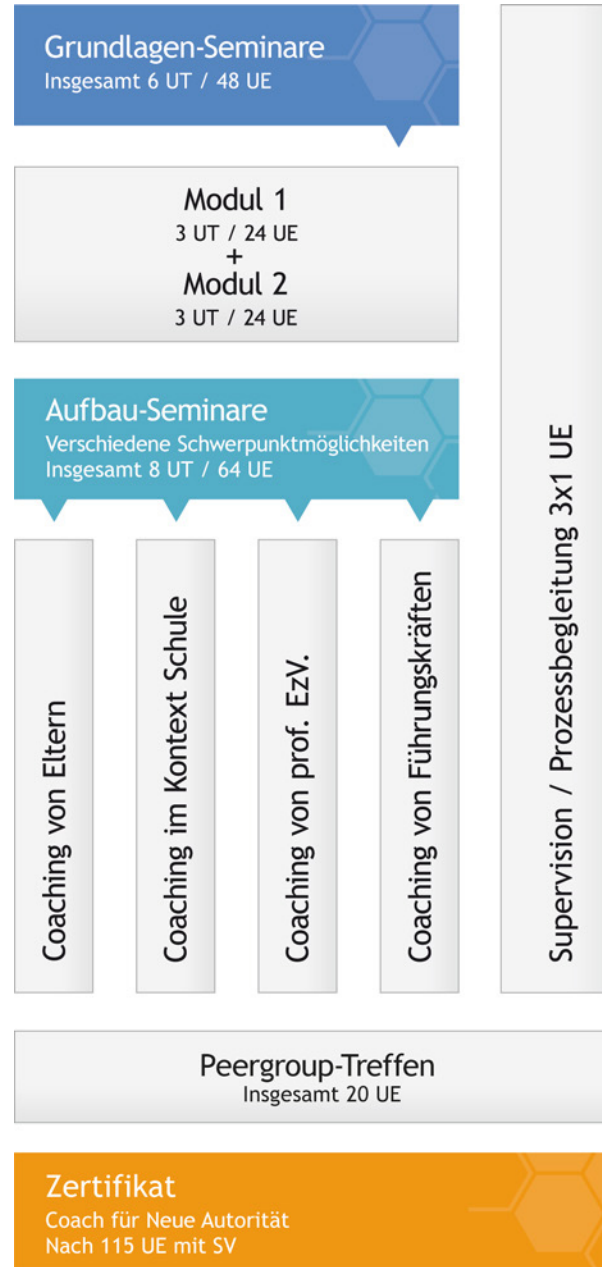 Grundlagen-Seminare
Insgesamt 6 UT / 48 UE
Modul 1
3 UT / 24 UE
+
Modul 2
3 UT / 24 UE
Aufbau-Seminare
Verschiedene Schwerpunktmöglichkeiten
Insgesamt 8 UT / 64 UE
Coaching von Eltern
Coaching im Kontext Schule
Coaching von prof. EzV.
Coaching von Führungskräften
Supervision / Prozessbegleitung 3x1 UE
Peergroup-Treffen
Insgesamt 20 UE
Zertifikat
Coach für Neue Autorität
Nach 115 UE mit SV